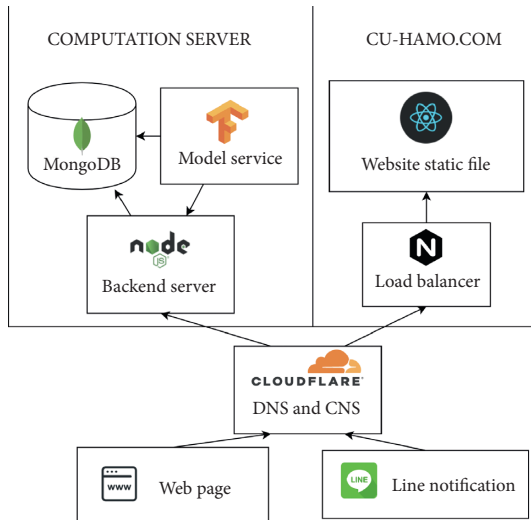 COMPUTATION SERVER
CU-HAMO.COM
MongoDB
Model service
Website static file
node
JS
Backend server
N
Load balancer
CLOUDFLARE
DNS and CNS
www
Web page
LINE
Line notification